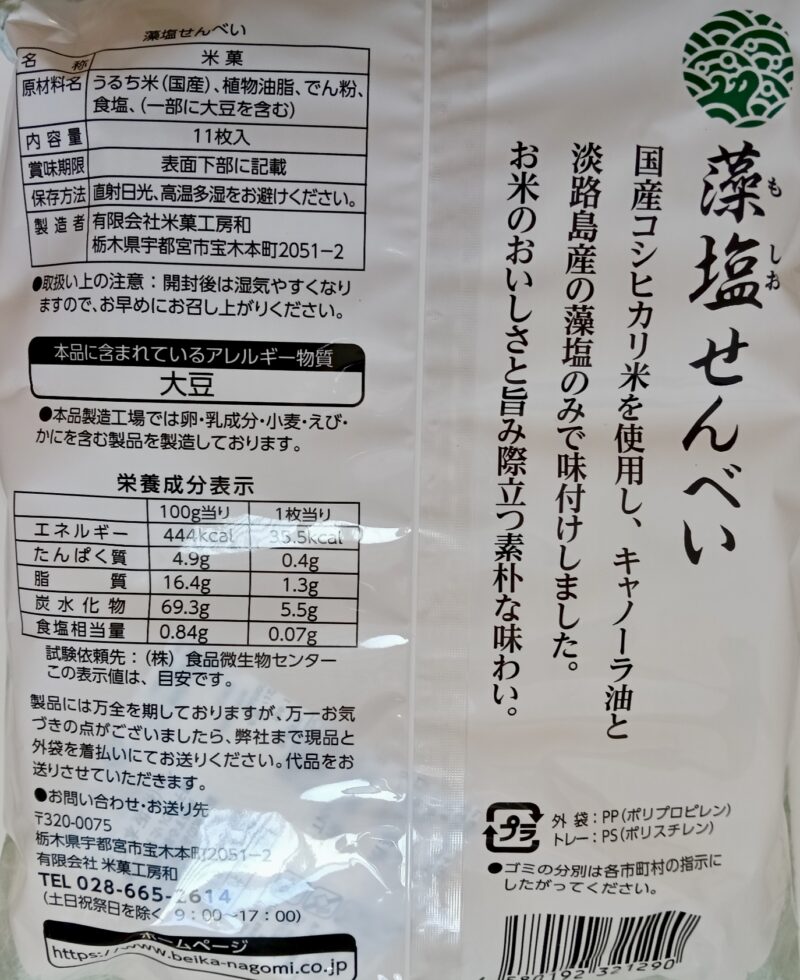 藻塩せんべい
名称 米菓
原材料名 うるち米(国産)、植物油脂、でん粉、
食塩、(一部に大豆を含む)
内容量 11枚入
賞味期限 表面下部に記載
保存方法 直射日光、高温多湿をお避けください。
製造者 有限会社米菓工房和
栃木県宇都宮市宝木本町2051−2
●取扱い上の注意:開封後は湿気やすくなり
ますので、お早めにお召し上がりください。
本品に含まれているアレルギー物質
大豆
●本品製造工場では卵・乳成分・小麦・えび・
かにを含む製品を製造しております。
栄養成分表示
100g当り 1枚当り
エネルギー 444kcal 35.5kcal
たんぱく質 4.9g 0.4g
脂質 16.4g 1.3g
炭水化物 69.3g 5.5g
食塩相当量 0.84g 0.07g
試験依頼先:(株)食品微生物センター
この表示値は、目安です。
製品には万全を期しておりますが、万一お気
づきの点がございましたら、弊社まで現品と
外袋を着払いにてお送りください。代品をお
送りさせていただきます。
●お問い合わせ・お送り先
〒320-0075
栃木県宇都宮市宝木本町2051−2
有限会社 米菓工房和
TEL 028-665-2614
(土日祝祭日を除く 9:00〜17:00)
ホームページ
https://www.beika-nagomi.co.jp
藻塩せんべい
もしお
国産コシヒカリ米を使用し、キャノーラ油と
淡路島産の藻塩のみで味付けしました。
お米のおいしさと旨み際立つ素朴な味わい。
プラ
外袋:PP(ポリプロピレン)
トレー:PS(ポリスチレン)
●ゴミの分別は各市町村の指示に
したがってください。
4 580192 321290